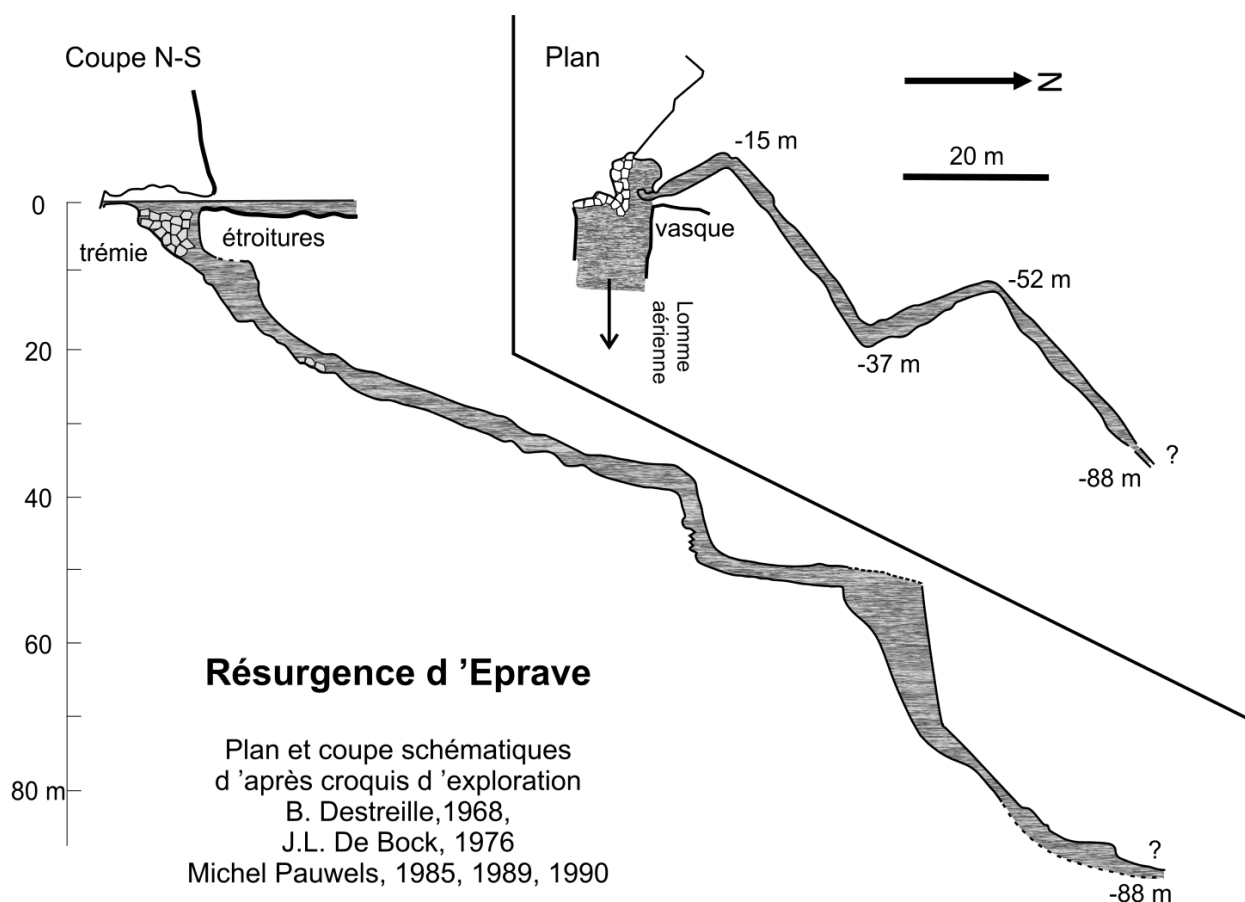 Coupe N-S
0
trémie
étroitures
20
40
60
80 m
?
-88 m
Plan
N
20 m
-15 m
vasque
Lomme
aérienne
-37 m
-52 m
-88 m
?
Résurgence d ’Eprave
Plan et coupe schématiques
d ’après croquis d ’exploration
B. Destreille,1968,
J.L. De Bock, 1976
Michel Pauwels, 1985, 1989, 1990